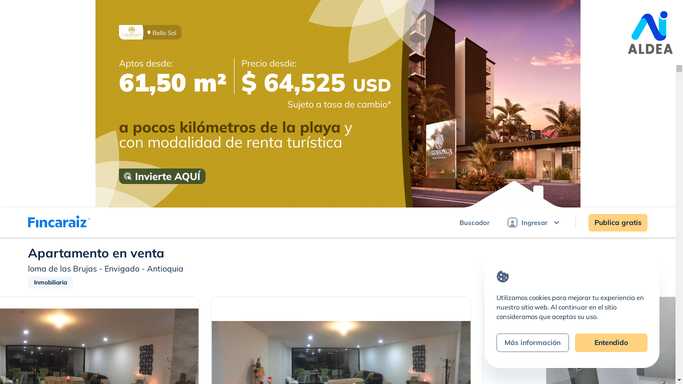 Bello Sol
Aptos desde:
61,50 m²
Precio desde:
$ 64,525 USD
Sujeto a tasa de cambio*
a pocos kilómetros de la playa y
con modalidad de renta turística
Invierte AQUÍ
ALDEA
Fincaraiz
Buscador
Ingresar
Publica gratis
Apartamento en venta
loma de las Brujas - Envigado - Antioquia
Inmobiliaria
Utilizamos cookies para mejorar tu experiencia en
nuestro sitio web. Al continuar en el sitio
consideramos que aceptas su uso.
Más información
Entendido